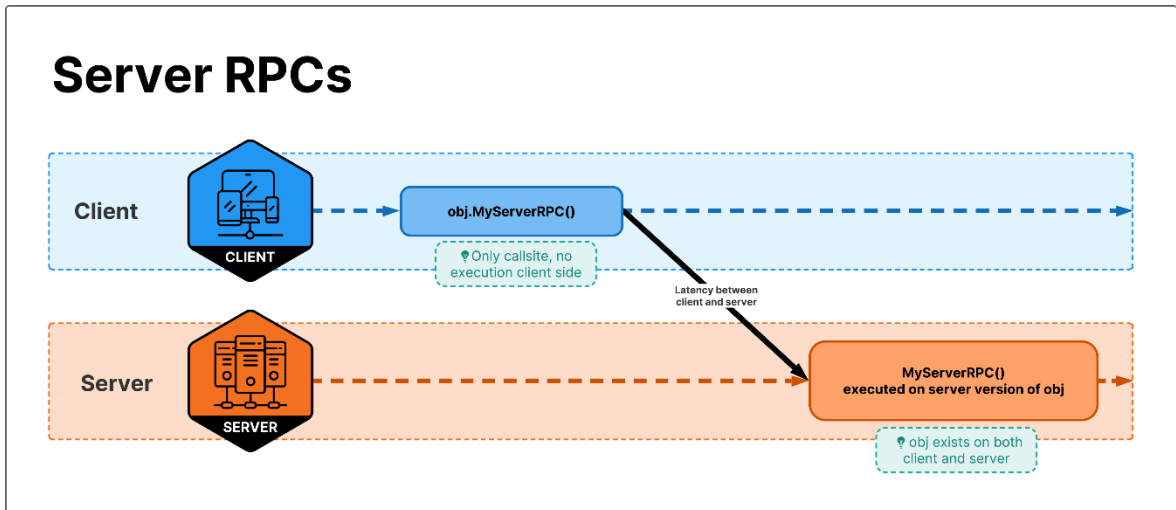 Server RPCs
Client
CLIENT
obj.MyServerRPC()
Only callsite, no
execution client side
Latency between
client and server
Server
SERVER
MyServerRPC()
executed on server version of obj
obj exists on both
client and server